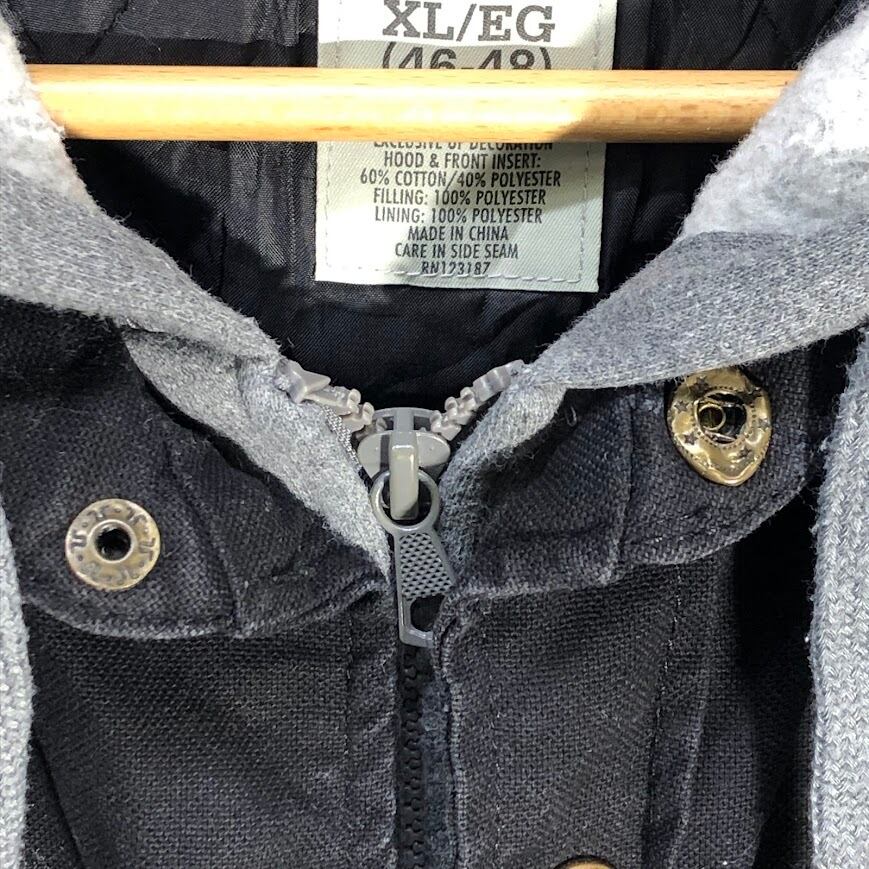 XL/EG
(46-48)
EXCLUSIVE OF DECORATION
HOOD & FRONT INSERT:
60% COTTON/40% POLYESTER
FILLING: 100% POLYESTER
LINING: 100% POLYESTER
MADE IN CHINA
CARE IN SIDE SEAM
RN123187